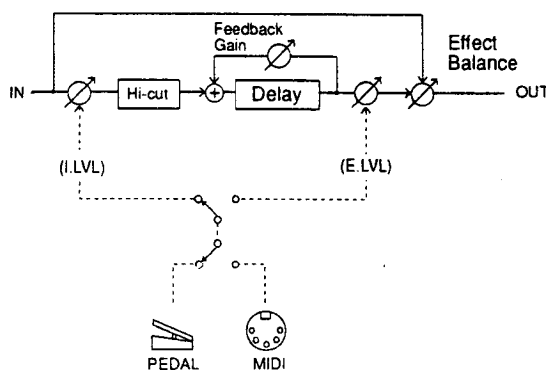 Feedback
Gain
Effect
Balance
IN
Hi-cut
+
Delay
OUT
(I.LVL)
(E.LVL)
PEDAL
MIDI